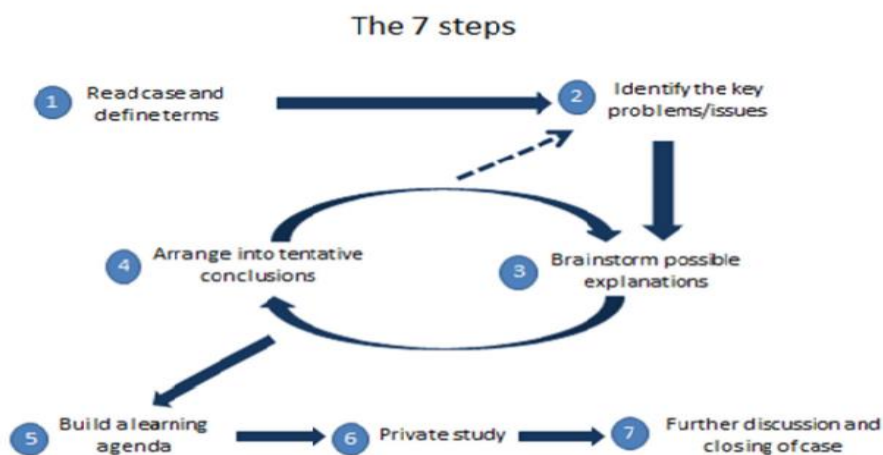 The 7 steps
1
Read case and
define terms
2
Identify the key
problems/issues
4
Arrange into tentative
conclusions
3
Brainstorm possible
explanations
5
Build a learning
agenda
6
Private study
7
Further discussion and
closing of case